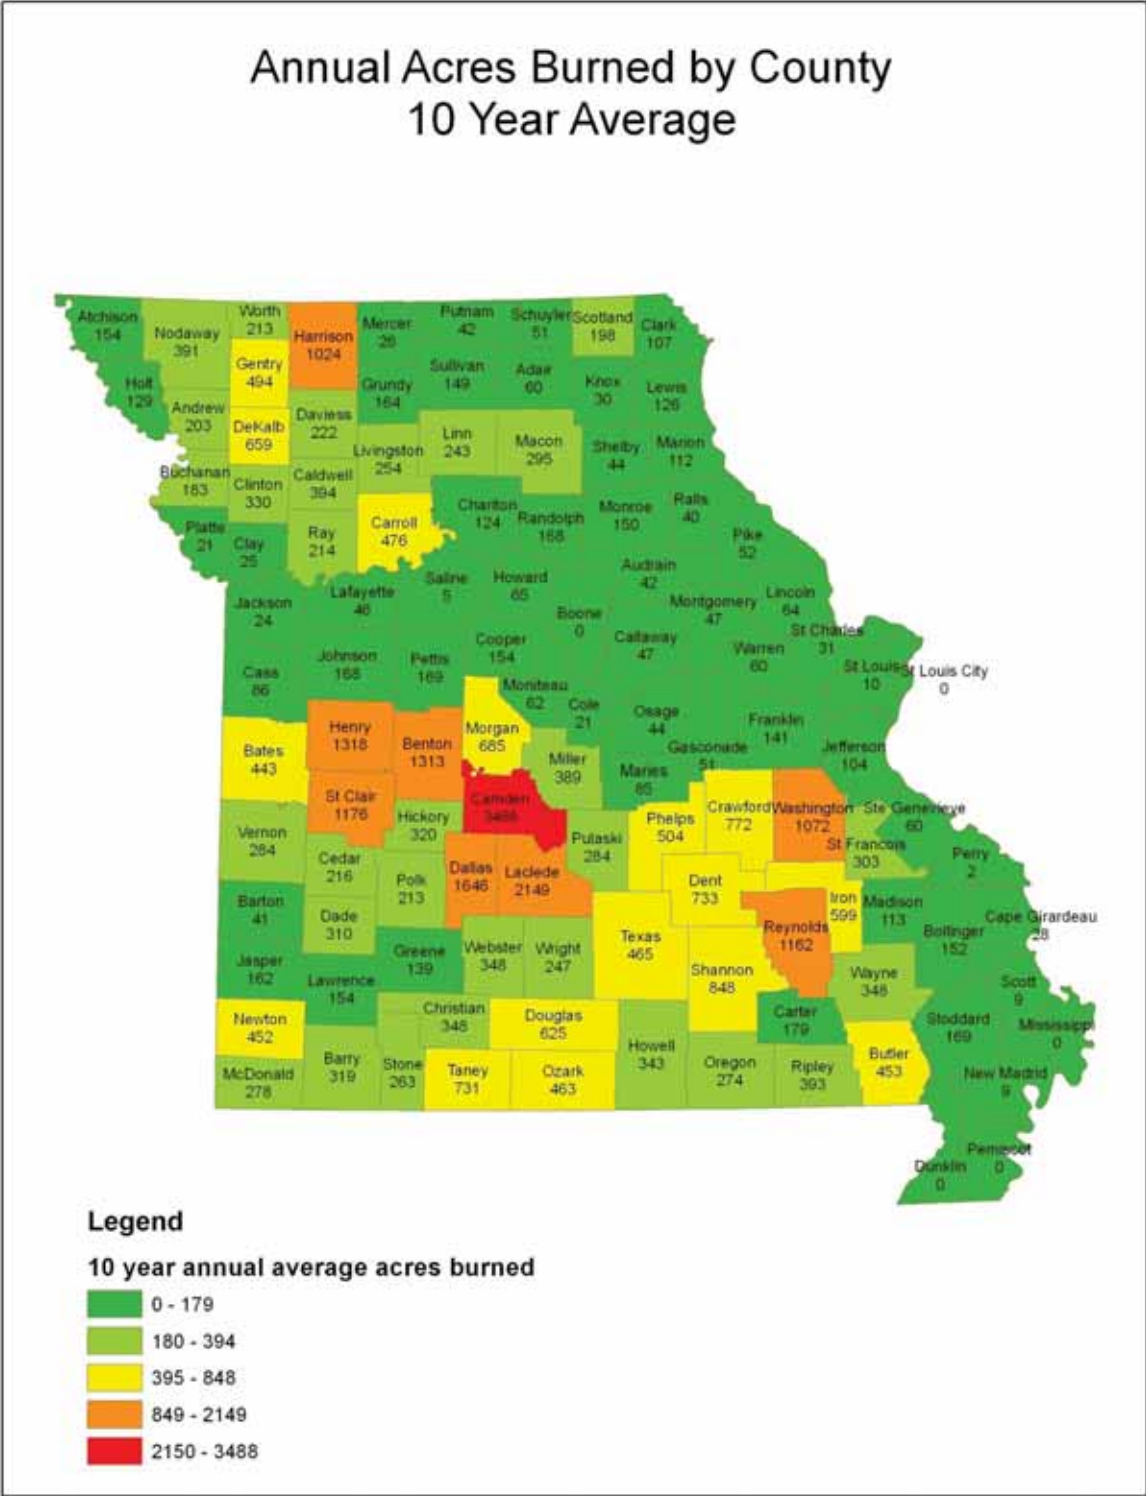 Annual Acres Burned by County
10 Year Average
Atchison
154
Nodaway
391
Worth
213
Harrison
1024
Mercer
26
Putnam
42
Schuyler
51
Scotland
198
Clark
107
Holt
129
Gentry
494
Grundy
164
Sullivan
149
Adair
60
Knox
30
Lewis
126
Andrew
203
DeKalb
659
Daviess
222
Livingston
254
Linn
243
Macon
295
Shelby
44
Marion
112
Buchanan
183
Clinton
330
Caldwell
394
Carroll
476
Chariton
124
Randolph
168
Monroe
150
Ralls
40
Platte
21
Clay
25
Ray
214
Pike
52
Jackson
24
Lafayette
46
Saline
5
Howard
65
Boone
0
Audrain
42
Montgomery
47
Lincoln
64
Cass
86
Johnson
168
Pettis
169
Cooper
154
Callaway
47
Warren
60
St Charles
31
St Louis
10
St Louis City
0
Moniteau
62
Cole
21
Osage
44
Gasconade
51
Franklin
141
Jefferson
104
Bates
443
Henry
1318
Benton
1313
Morgan
685
Miller
389
Maries
85
St Clair
1176
Hickory
320
Camden
3488
Pulaski
284
Phelps
504
Crawford
772
Washington
1072
Ste Genevieve
60
St Francois
303
Perry
2
Vernon
284
Cedar
216
Polk
213
Dallas
1646
Laclede
2149
Dent
733
Iron
599
Madison
113
Cape Girardeau
28
Barton
41
Dade
310
Greene
139
Webster
348
Wright
247
Texas
465
Reynolds
1162
Bollinger
152
Jasper
162
Lawrence
154
Shannon
848
Wayne
348
Scott
9
Newton
452
Christian
348
Douglas
625
Howell
343
Carter
179
Stoddard
169
Mississippi
0
McDonald
278
Barry
319
Stone
263
Taney
731
Ozark
463
Oregon
274
Ripley
393
Butler
453
New Madrid
9
Dunklin
0
Pemiscot
0
Legend
10 year annual average acres burned
0 - 179
180 - 394
395 - 848
849 - 2149
2150 - 3488